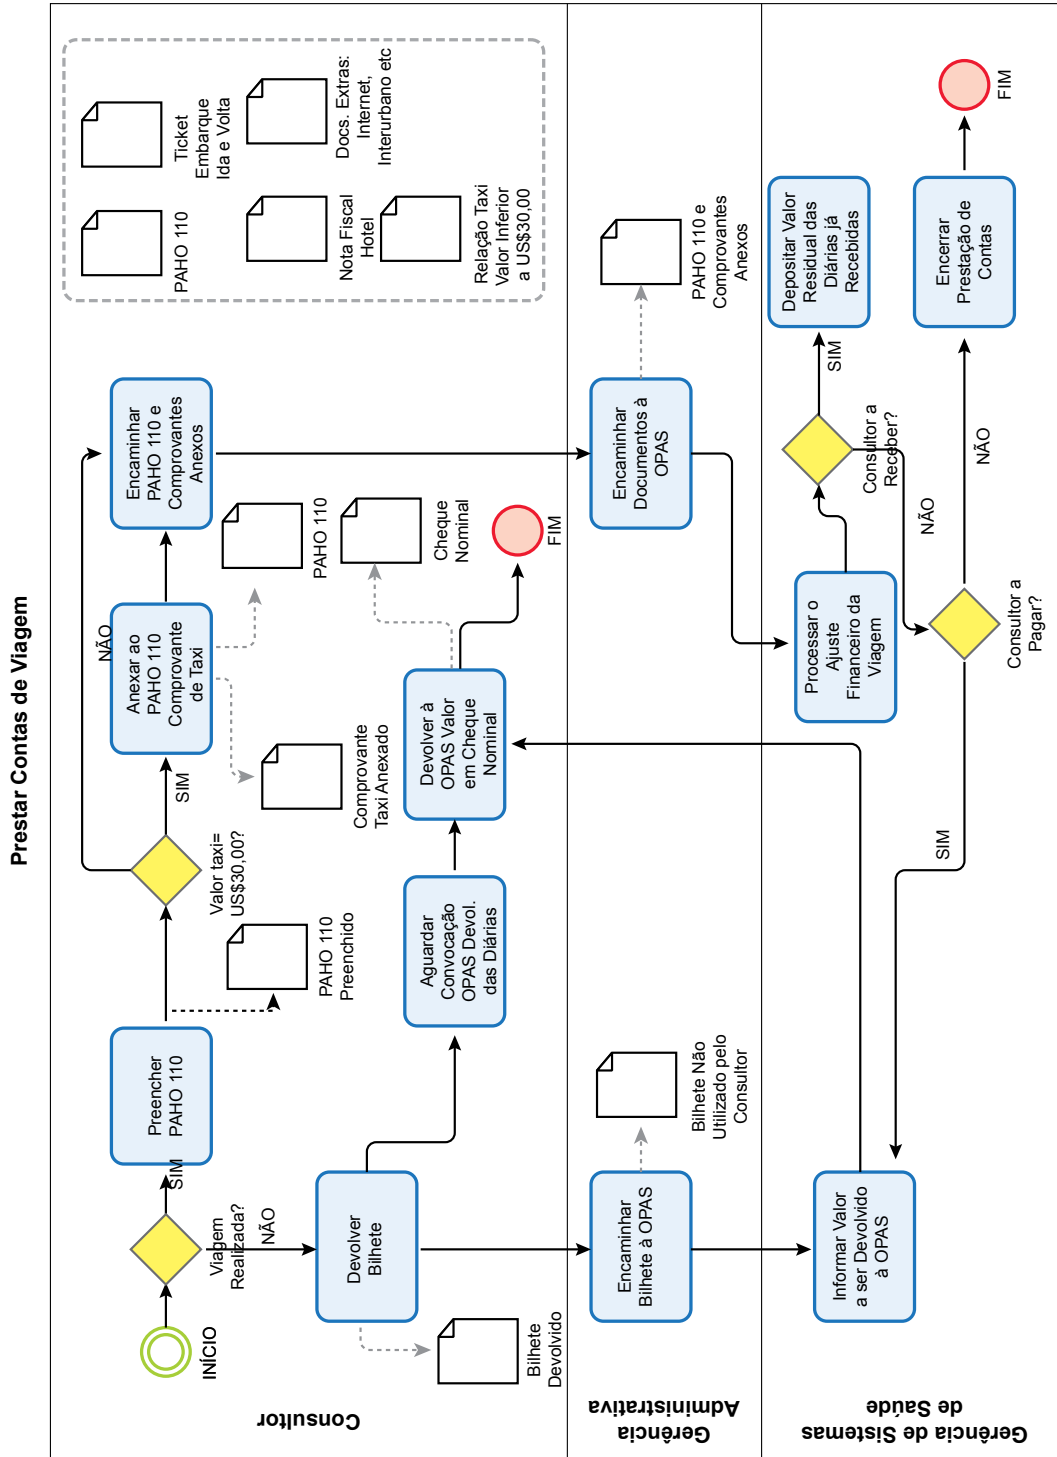 Prestar Contas de Viagem
Consultor
INÍCIO
Viagem
Realizada?
SIM
NÃO
Preencher
PAHO 110
PAHO 110
Preenchido
Valor taxi=
US$30,00?
SIM
NÃO
Anexar ao
PAHO 110
Comprovante
de Taxi
Comprovante
Taxi Anexado
PAHO 110
Encaminhar
PAHO 110 e
Comprovantes
Anexos
PAHO 110
Ticket
Embarque
Ida e Volta
Nota Fiscal
Hotel
Docs. Extras:
Internet,
Interurbano etc
Relação Taxi
Valor Inferior
a US$30,00
Devolver
Bilhete
Bilhete
Devolvido
Aguardar
Convocação
OPAS Devol.
das Diárias
Devolver à
OPAS Valor
em Cheque
Nominal
Cheque
Nominal
FIM
Gerência
Administrativa
Encaminhar
Bilhete à OPAS
Bilhete Não
Utilizado pelo
Consultor
Encaminhar
Documentos à
OPAS
PAHO 110 e
Comprovantes
Anexos
Gerência de Sistemas
de Saúde
Informar Valor
a ser Devolvido
à OPAS
Processar o
Ajuste
Financeiro da
Viagem
Consultor a
Receber?
SIM
NÃO
Depositar Valor
Residual das
Diárias já
Recebidas
Consultor a
Pagar?
SIM
NÃO
Encerrar
Prestação de
Contas
FIM